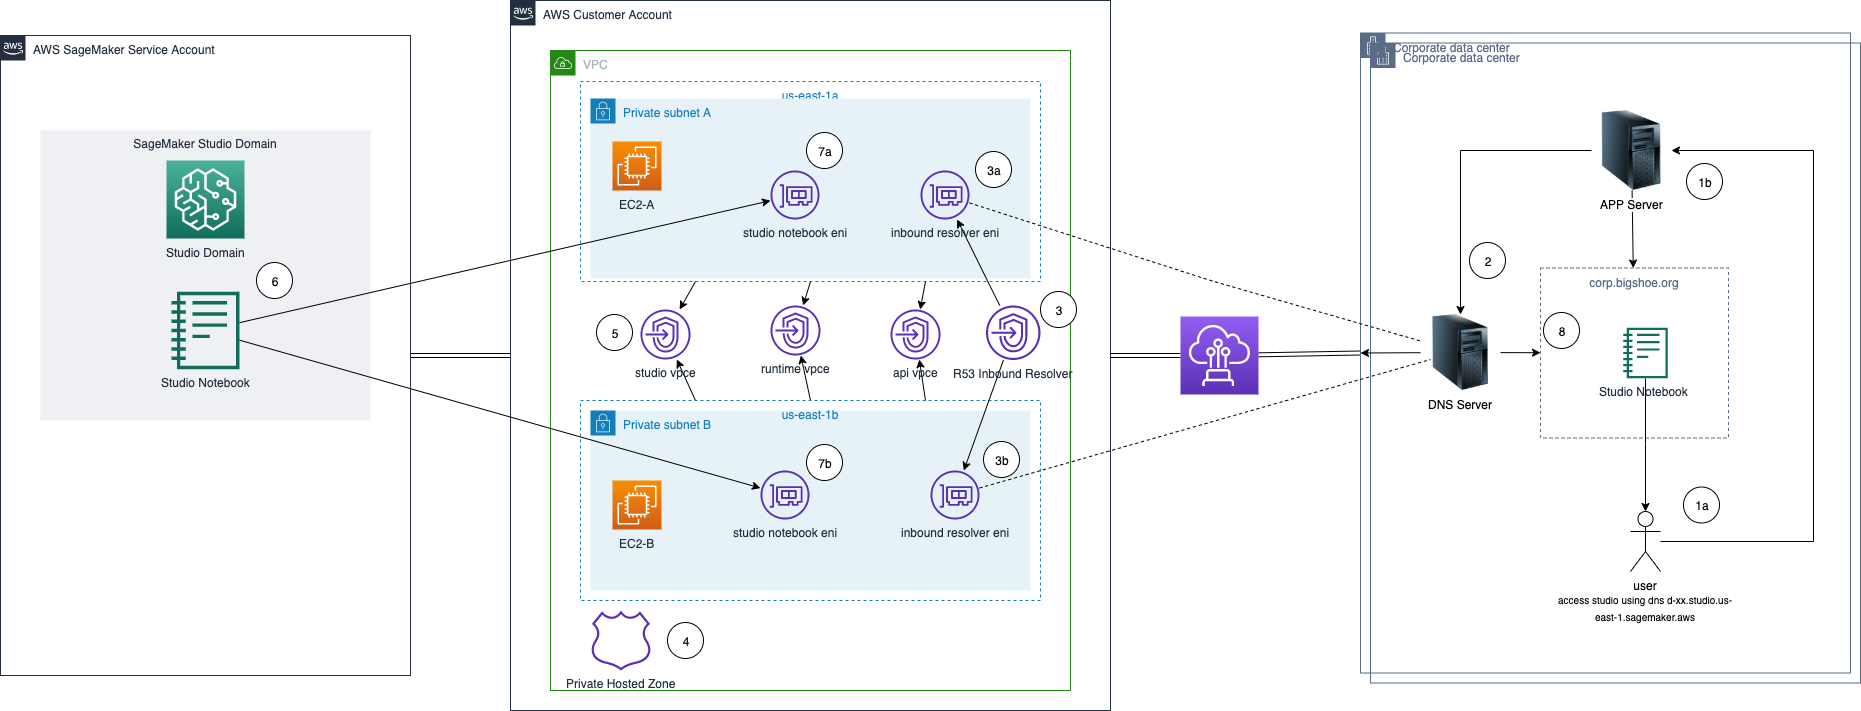 aws
AWS SageMaker Service Account
SageMaker Studio Domain
Studio Domain
6
Studio Notebook
aws
AWS Customer Account
VPC
us-east-1a
Private subnet A
7a
3a
EC2-A
studio notebook eni
inbound resolver eni
5
3
studio vpce
runtime vpce
api vpce
R53 Inbound Resolver
us-east-1b
Private subnet B
7b
3b
EC2-B
studio notebook eni
inbound resolver eni
4
Private Hosted Zone
Corporate data center
Corporate data center
1b
APP Server
2
corp.bigshoe.org
8
Studio Notebook
DNS Server
1a
user
access studio using dns d-xx.studio.us-
east-1.sagemaker.aws